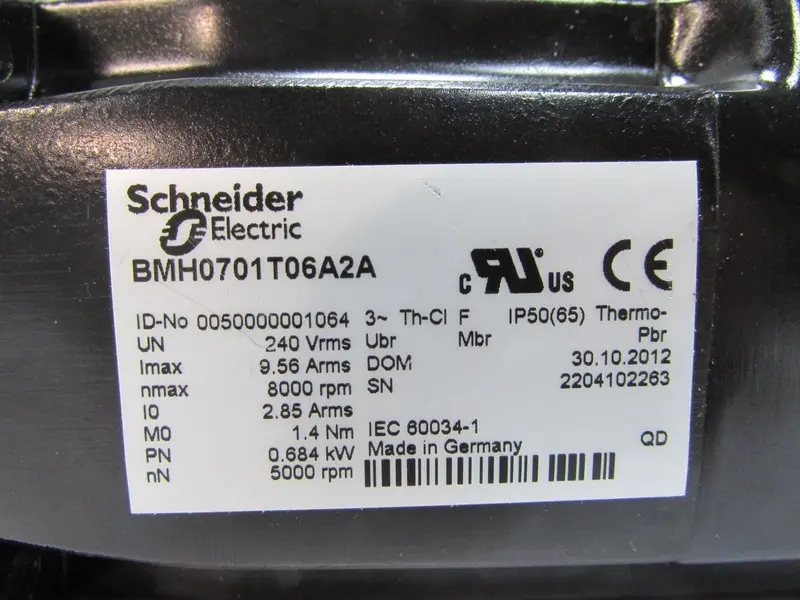 Schneider
Electric
BMH0701T06A2A
c RU US CE
ID-No 0050000001064 3~ Th-Cl F IP50(65) Thermo-
UN 240 Vrms Ubr Mbr Pbr
Imax 9.56 Arms DOM 30.10.2012
nmax 8000 rpm SN 2204102263
I0 2.85 Arms
M0 1.4 Nm IEC 60034-1
PN 0.684 kW Made in Germany QD
nN 5000 rpm